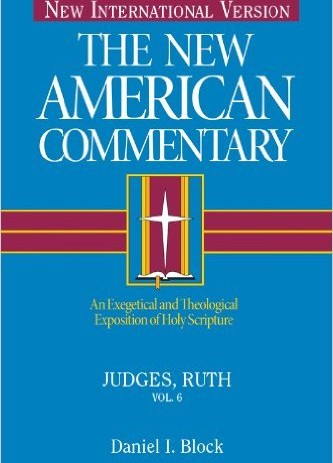 NEW INTERNATIONAL VERSION
THE NEW
AMERICAN
COMMENTARY
An Exegetical and Theological
Exposition of Holy Scripture
JUDGES, RUTH
VOL. 6
Daniel I. Block